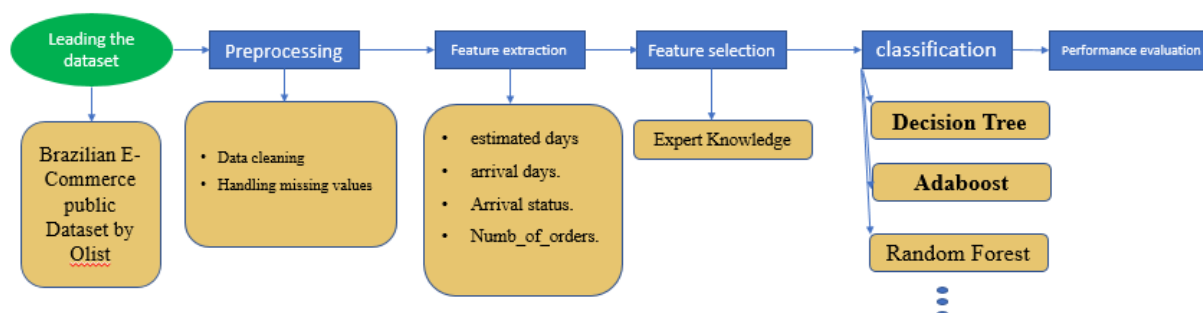 Leading the
dataset
Preprocessing
Feature extraction
Feature selection
classification
Performance evaluation
Brazilian E-
Commerce
public
Dataset by
Olist
• Data cleaning
• Handling missing values
• estimated days
• arrival days.
• Arrival status.
• Numb_of_orders.
Expert Knowledge
Decision Tree
Adaboost
Random Forest